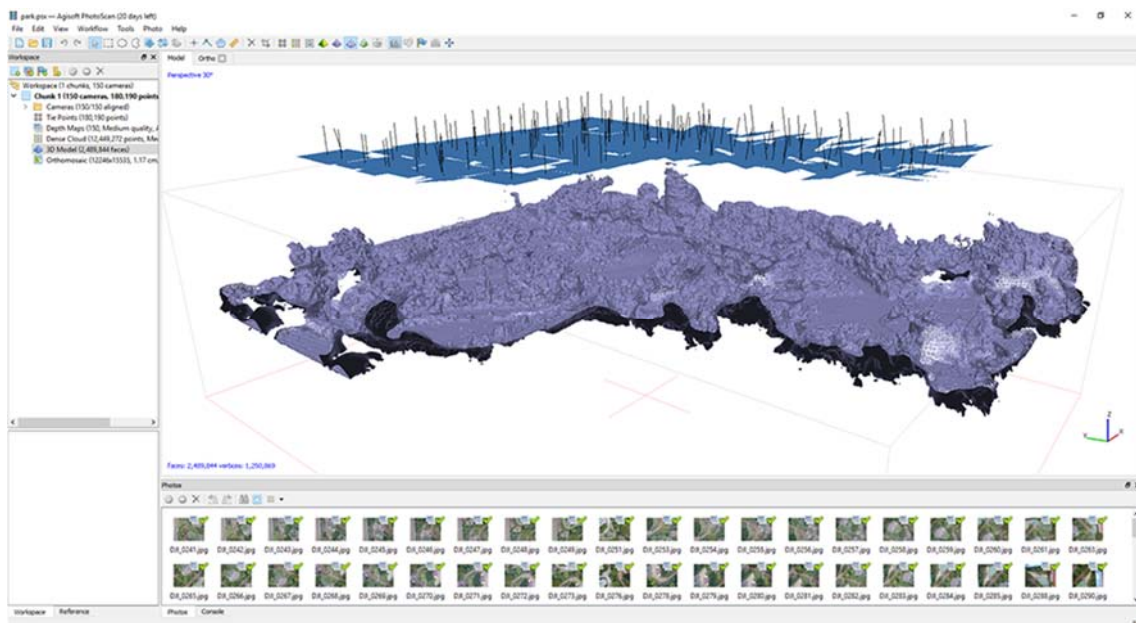 park.psx — Agisoft PhotoScan (20 days left)
File Edit View Workflow Tools Photo Help
Workspace
Model Ortho
Perspective 30°
Workspace (1 chunks, 150 cameras)
Chunk 1 (150 cameras, 180,190 points
Cameras (150/150 aligned)
Tie Points (180,190 points)
Depth Maps (150, Medium quality, A
Dense Cloud (12,449,272 points, Me
3D Model (2,489,844 faces)
Orthomosaic (12246x15533, 1.17 cm,
Z
Y X
Faces: 2,489,844 vertices: 1,250,869
Photos
DJI_0241.jpg DJI_0242.jpg DJI_0243.jpg DJI_0244.jpg DJI_0245.jpg DJI_0246.jpg DJI_0247.jpg DJI_0248.jpg DJI_0249.jpg DJI_0251.jpg DJI_0253.jpg DJI_0254.jpg DJI_0255.jpg DJI_0256.jpg DJI_0257.jpg DJI_0258.jpg DJI_0259.jpg DJI_0260.jpg DJI_0261.jpg DJI_0263.jpg
DJI_0265.jpg DJI_0266.jpg DJI_0267.jpg DJI_0268.jpg DJI_0269.jpg DJI_0270.jpg DJI_0271.jpg DJI_0272.jpg DJI_0273.jpg DJI_0276.jpg DJI_0278.jpg DJI_0279.jpg DJI_0280.jpg DJI_0281.jpg DJI_0282.jpg DJI_0283.jpg DJI_0284.jpg DJI_0285.jpg DJI_0288.jpg DJI_0290.jpg
Workspace Reference
Photos Console